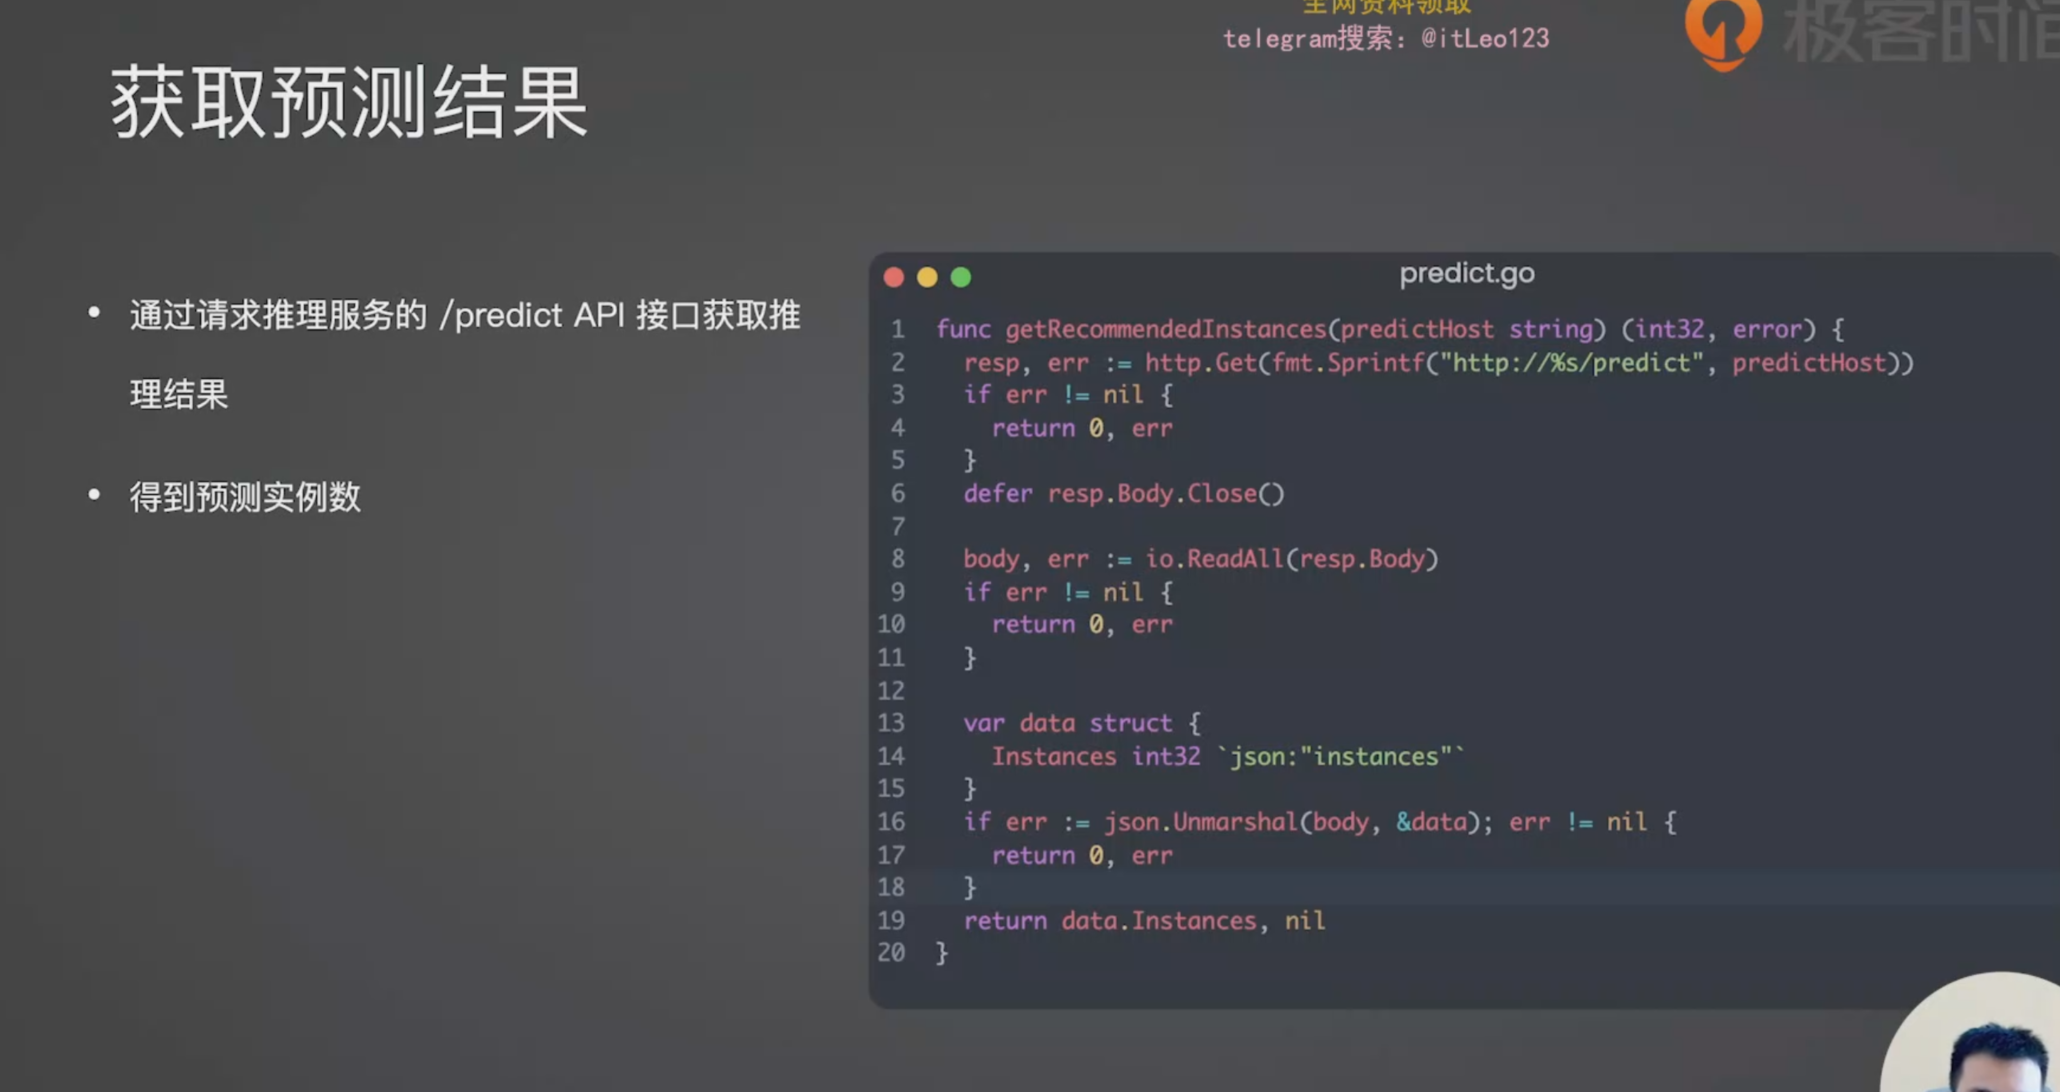 全网资料领取
telegram搜索：@itLeo123
极客时间
获取预测结果
• 通过请求推理服务的 /predict API 接口获取推
理结果
• 得到预测实例数
predict.go
1 func getRecommendedInstances(predictHost string) (int32, error) {
2   resp, err := http.Get(fmt.Sprintf("http://%s/predict", predictHost))
3   if err != nil {
4     return 0, err
5   }
6   defer resp.Body.Close()
7
8   body, err := io.ReadAll(resp.Body)
9   if err != nil {
10     return 0, err
11   }
12
13   var data struct {
14     Instances int32 `json:"instances"`
15   }
16   if err := json.Unmarshal(body, &data); err != nil {
17     return 0, err
18   }
19   return data.Instances, nil
20 }